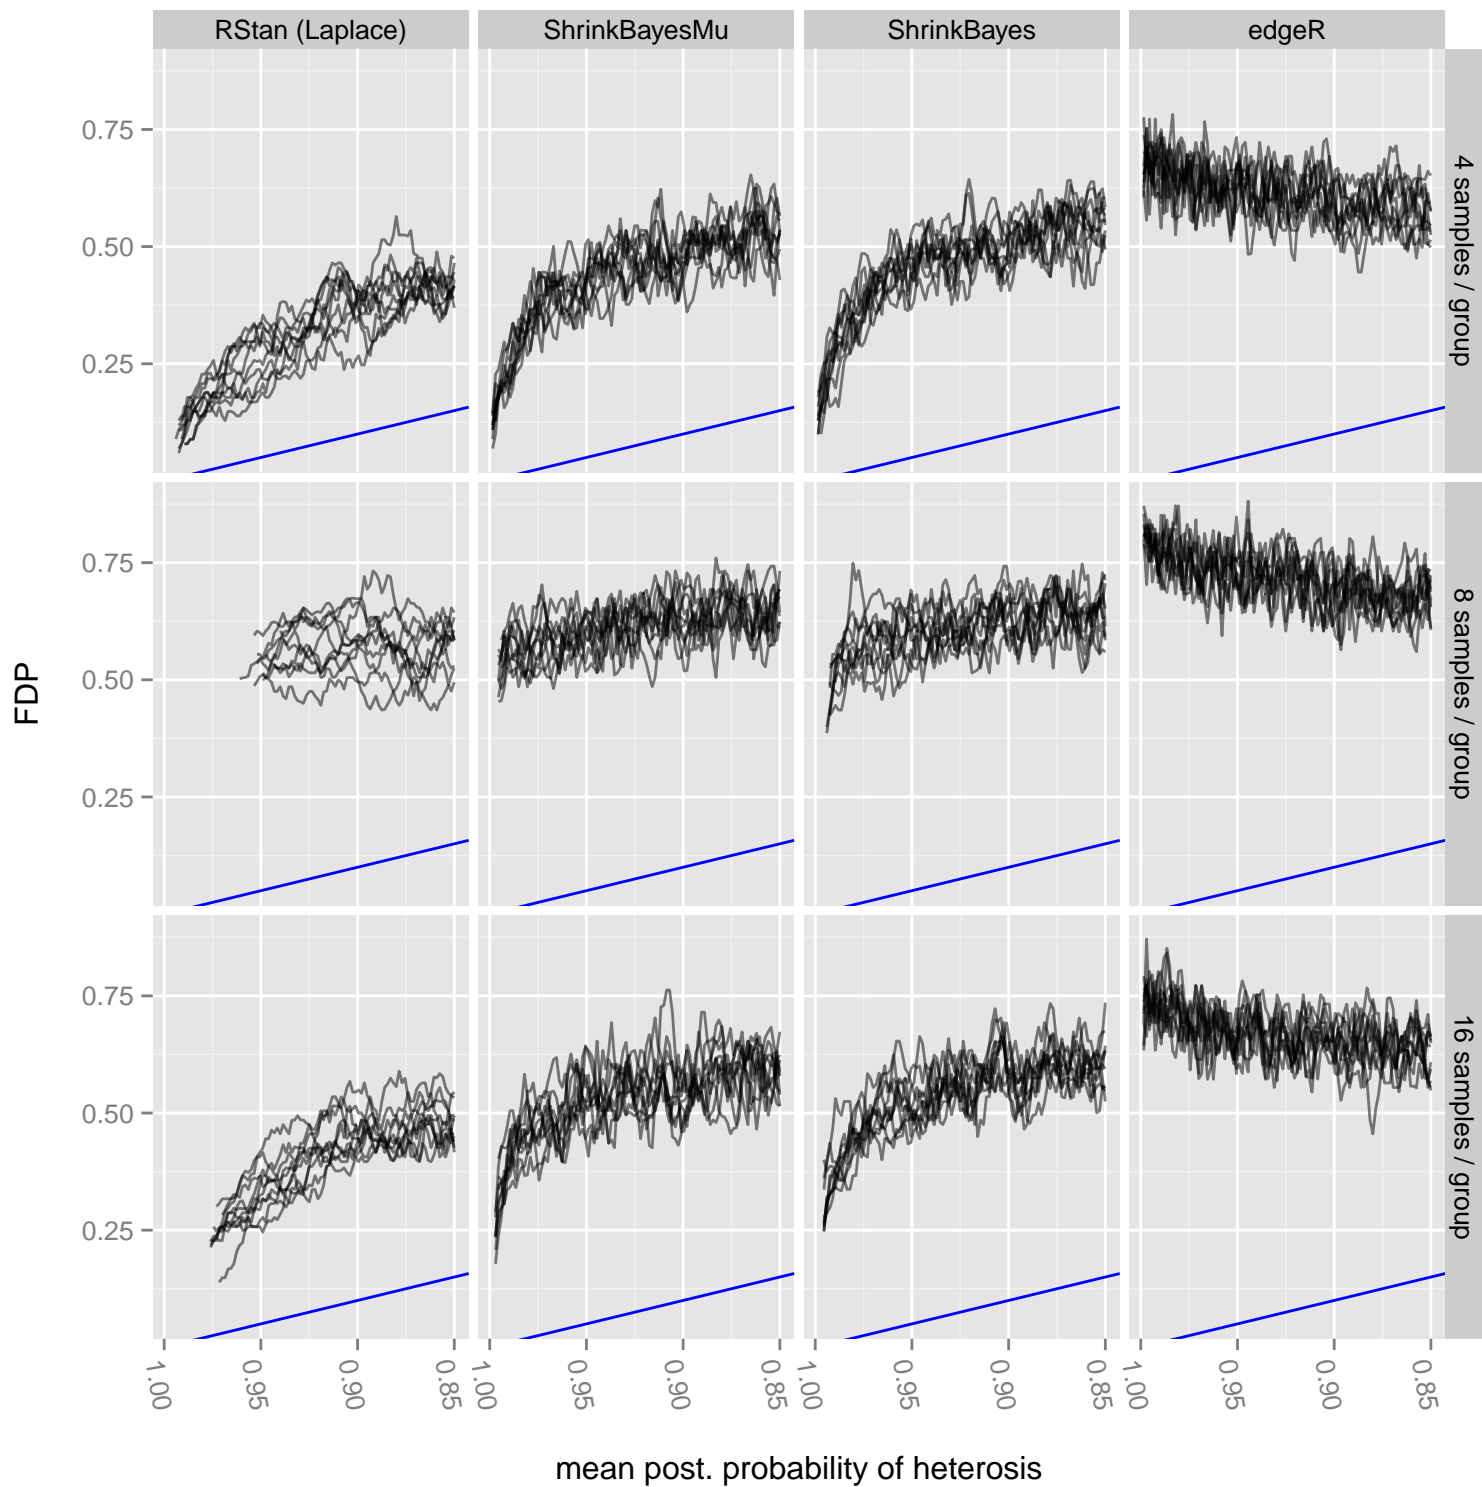 RStan (Laplace)
ShrinkBayesMu
ShrinkBayes
edgeR
0.75
0.50
0.25
4 samples / group
0.75
0.50
0.25
8 samples / group
0.75
0.50
0.25
16 samples / group
FDP
1.00
0.95
0.90
0.85
1.00
0.95
0.90
0.85
1.00
0.95
0.90
0.85
1.00
0.95
0.90
0.85
mean post. probability of heterosis